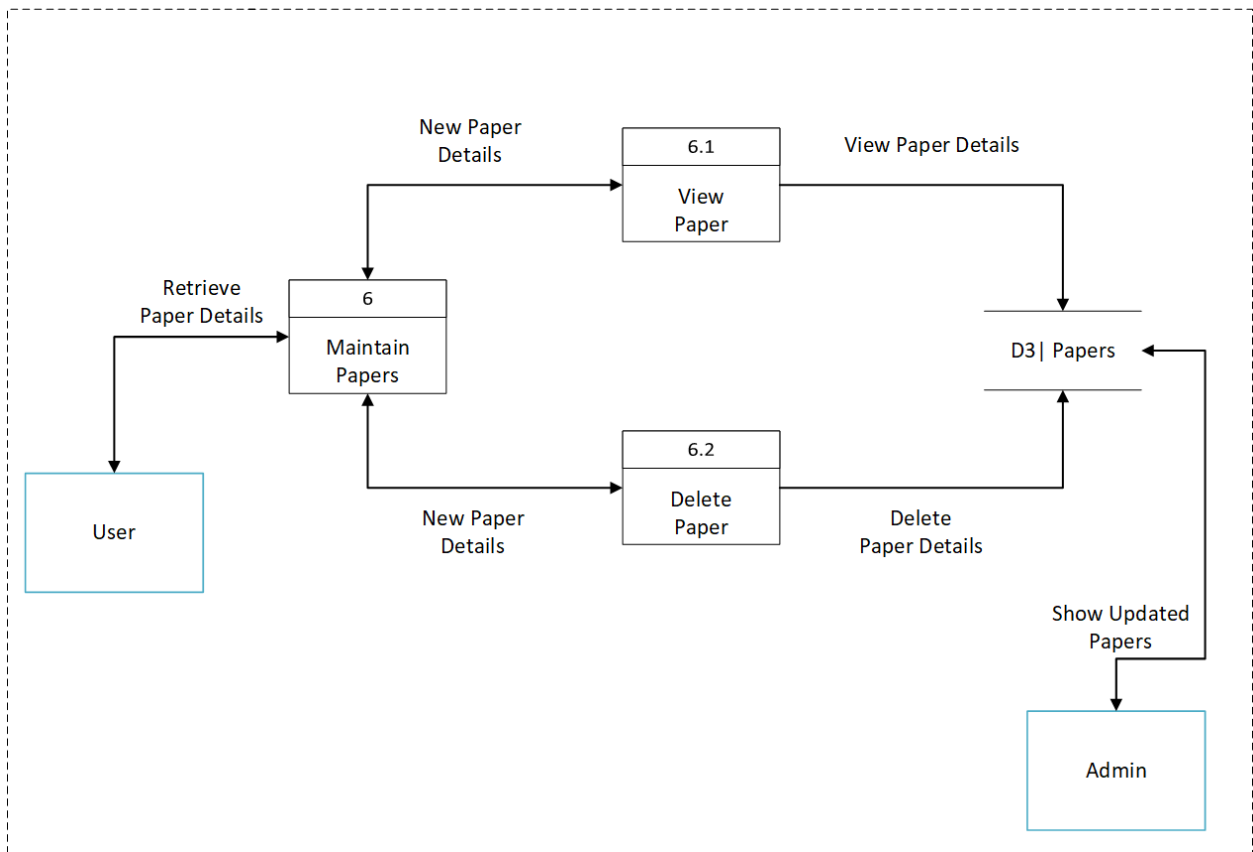 New Paper
Details
6.1
View
Paper
View Paper Details
Retrieve
Paper Details
6
Maintain
Papers
D3| Papers
User
New Paper
Details
6.2
Delete
Paper
Delete
Paper Details
Show Updated
Papers
Admin